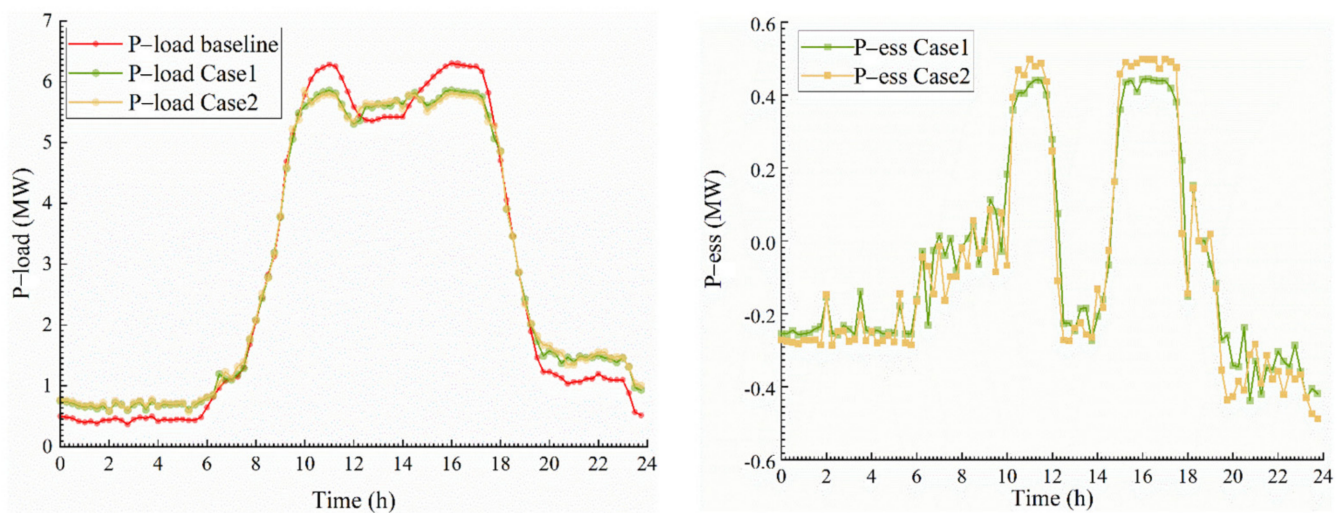 7
6
5
4
3
2
1
0
P-load (MW)
P-load baseline
P-load Case1
P-load Case2
0 2 4 6 8 10 12 14 16 18 20 22 24
Time (h)
0.6
0.4
0.2
0.0
-0.2
-0.4
-0.6
P-ess (MW)
P-ess Case1
P-ess Case2
0 2 4 6 8 10 12 14 16 18 20 22 24
Time (h)